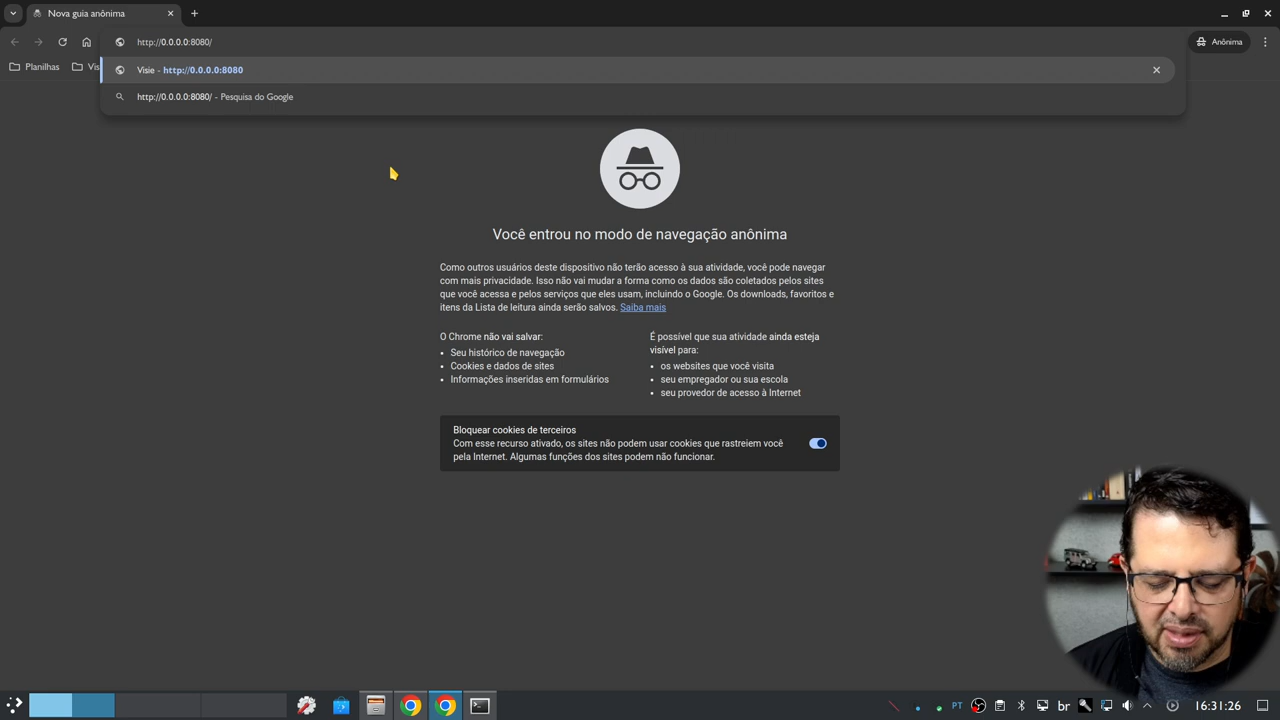 Nova guia anônima
http://0.0.0.0:8080/
Anônima
Planilhas
Vis
Visie - http://0.0.0.0:8080
http://0.0.0.0:8080/ - Pesquisa do Google
Você entrou no modo de navegação anônima
Como outros usuários deste dispositivo não terão acesso à sua atividade, você pode navegar
com mais privacidade. Isso não vai mudar a forma como os dados são coletados pelos sites
que você acessa e pelos serviços que eles usam, incluindo o Google. Os downloads, favoritos e
itens da Lista de leitura ainda serão salvos. Saiba mais
O Chrome não vai salvar:
• Seu histórico de navegação
• Cookies e dados de sites
• Informações inseridas em formulários
É possível que sua atividade ainda esteja
visível para:
• os websites que você visita
• seu empregador ou sua escola
• seu provedor de acesso à Internet
Bloquear cookies de terceiros
Com esse recurso ativado, os sites não podem usar cookies que rastreiem você
pela Internet. Algumas funções dos sites podem não funcionar.
PT
br
16:31:26